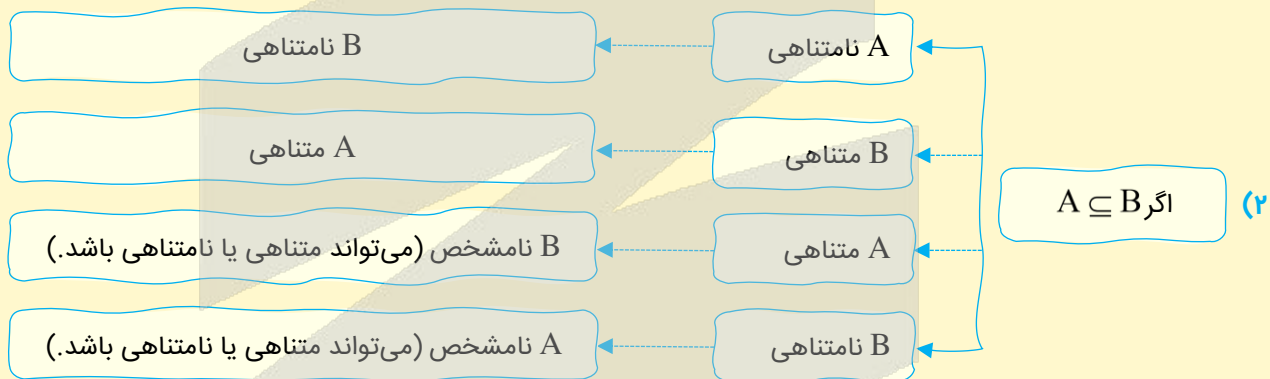 ۲)
اگر A ⊆ B
A نامتناهی
B نامتناهی
B متناهی
A متناهی
A متناهی
B نامشخص (می‌تواند متناهی یا نامتناهی باشد.)
B نامتناهی
A نامشخص (می‌تواند متناهی یا نامتناهی باشد.)